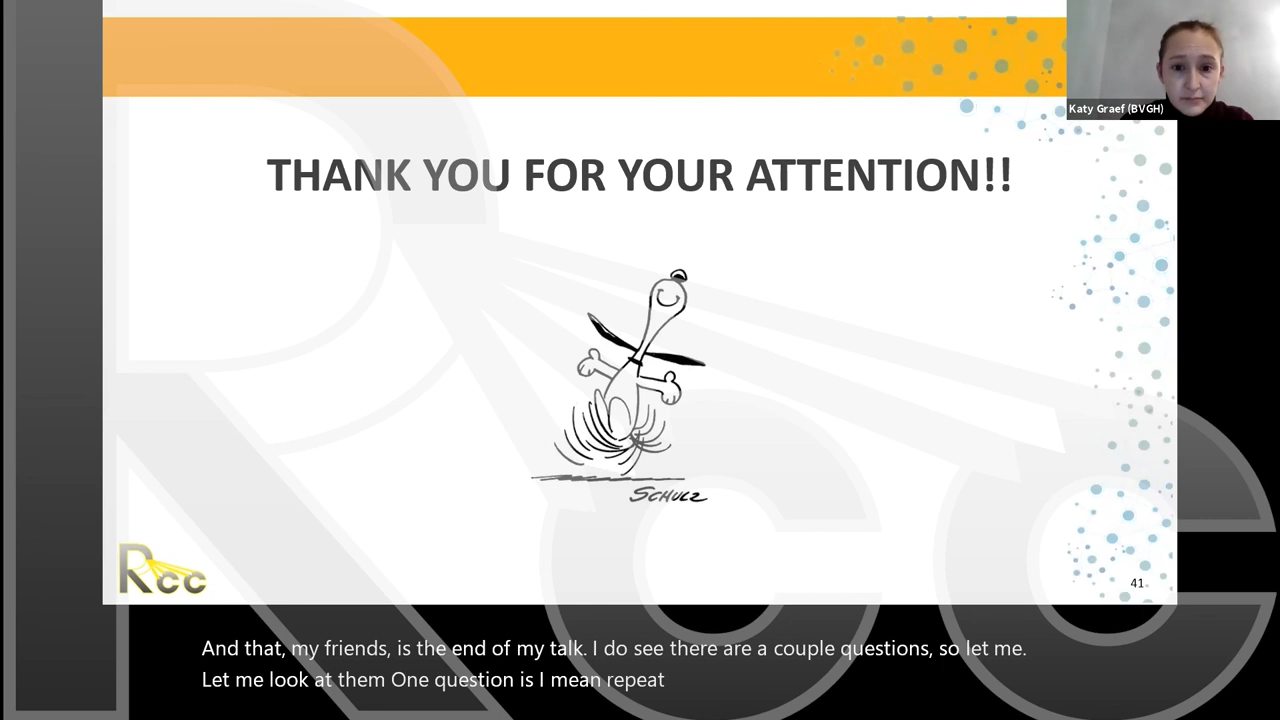 Katy Graef (BVGH)
THANK YOU FOR YOUR ATTENTION!!
SCHULZ
Rcc
41
And that, my friends, is the end of my talk. I do see there are a couple questions, so let me.
Let me look at them One question is I mean repeat
Rcc